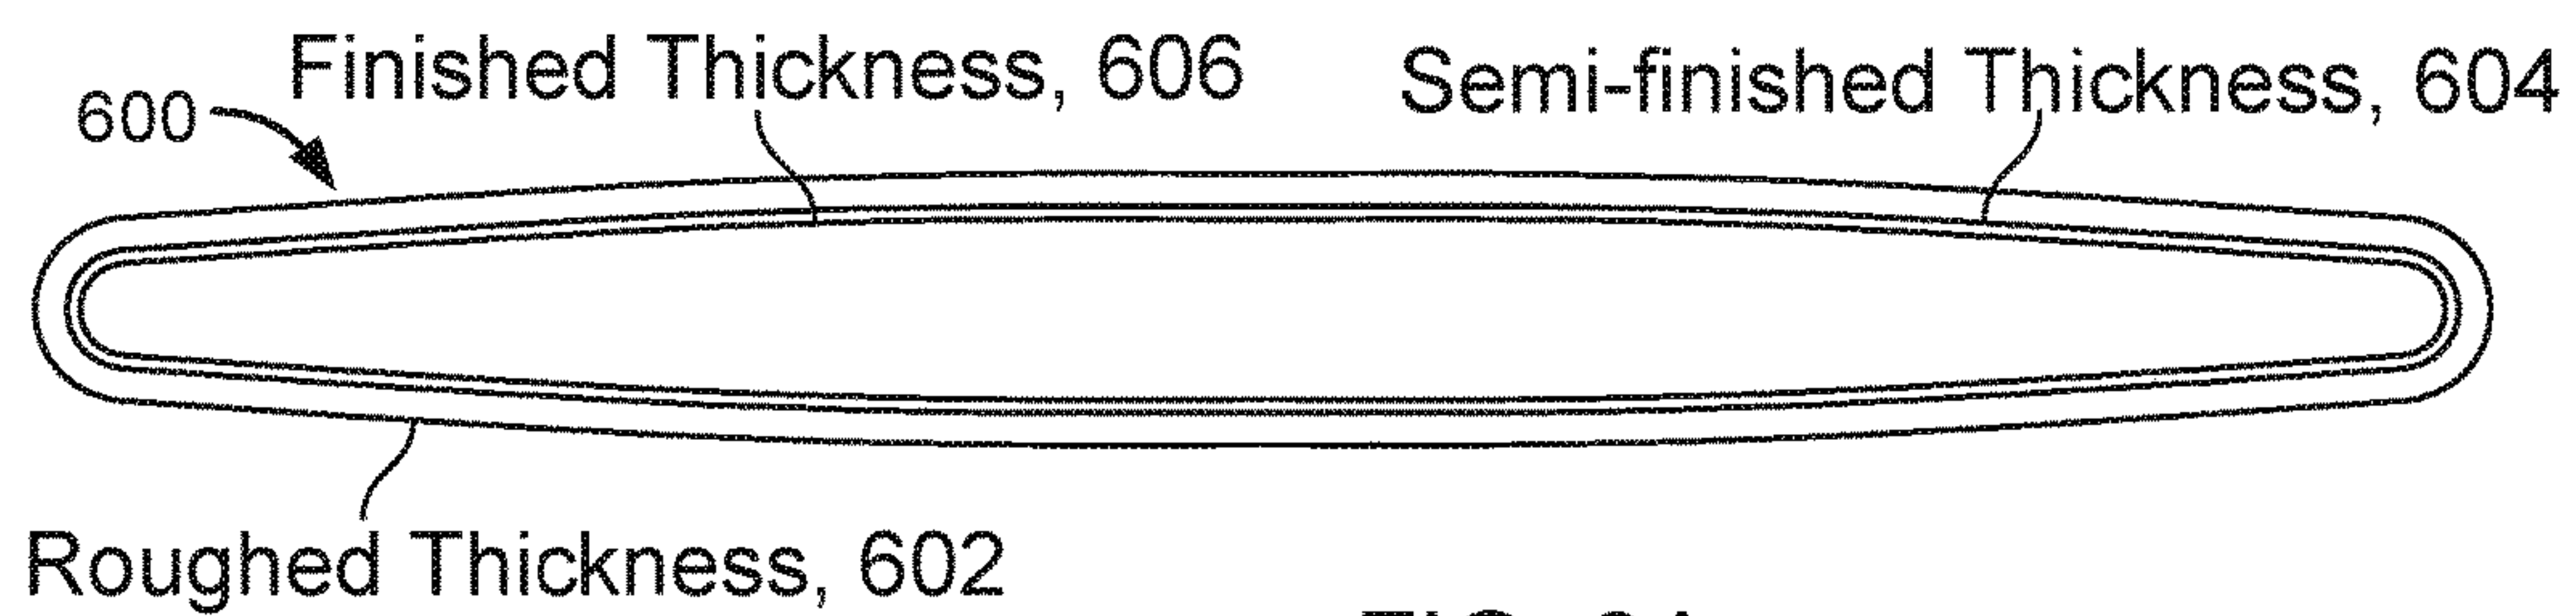 Finished Thickness, 606
Semi-finished Thickness, 604
600
Roughed Thickness, 602